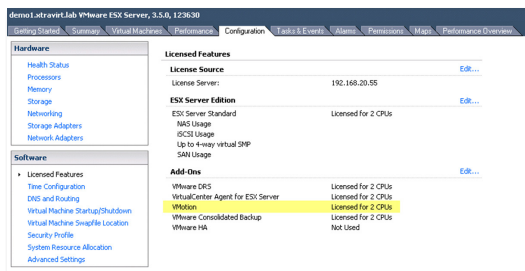 demo1.xtravirt.lab VMware ESX Server, 3.5.0, 123630
Getting Started Summary Virtual Machines Performance Configuration Tasks & Events Alarms Permissions Maps Performance Overview
Hardware
Health Status
Processors
Memory
Storage
Networking
Storage Adapters
Network Adapters
Software
Licensed Features
Time Configuration
DNS and Routing
Virtual Machine Startup/Shutdown
Virtual Machine Swapfile Location
Security Profile
System Resource Allocation
Advanced Settings
Licensed Features
License Source Edit...
License Server: 192.168.20.55
ESX Server Edition Edit...
ESX Server Standard Licensed for 2 CPUs
NAS Usage
iSCSI Usage
Up to 4-way virtual SMP
SAN Usage
Add-Ons Edit...
VMware DRS Licensed for 2 CPUs
VirtualCenter Agent for ESX Server Licensed for 2 CPUs
VMotion Licensed for 2 CPUs
VMware Consolidated Backup Licensed for 2 CPUs
VMware HA Not Used